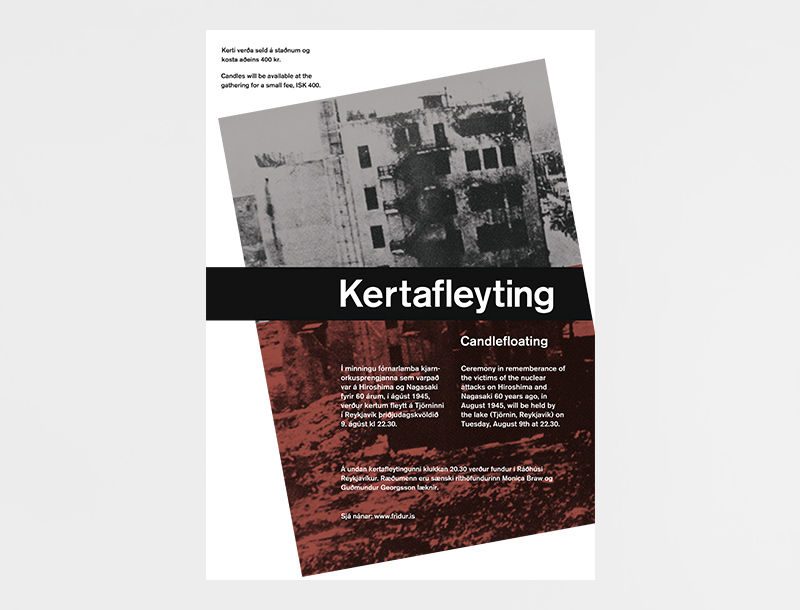 Kerti verða seld á staðnum og
kosta aðeins 400 kr.
Candles will be available at the
gathering for a small fee, ISK 400.
Kertafleyting
Candlefloating
Í minningu fórnarlamba kjarn-
orkusprengjanna sem varpað
var á Hiroshima og Nagasaki
fyrir 60 árum, í ágúst 1945,
verður kertum fleytt á Tjörninni
í Reykjavík þriðjudagskvöldið
9. ágúst kl 22.30.
Ceremony in rememberance of
the victims of the nuclear
attacks on Hiroshima and
Nagasaki 60 years ago, in
August 1945, will be held by
the lake (Tjörnin, Reykjavik) on
Tuesday, August 9th at 22.30.
Á undan kertafleytingunni klukkan 20.30 verður fundur í Ráðhúsi
Reykjavíkur. Ræðumenn eru sænski rithöfundurinn Monica Braw og
Guðmundur Georgsson læknir.
Sjá nánar: www.fridur.is